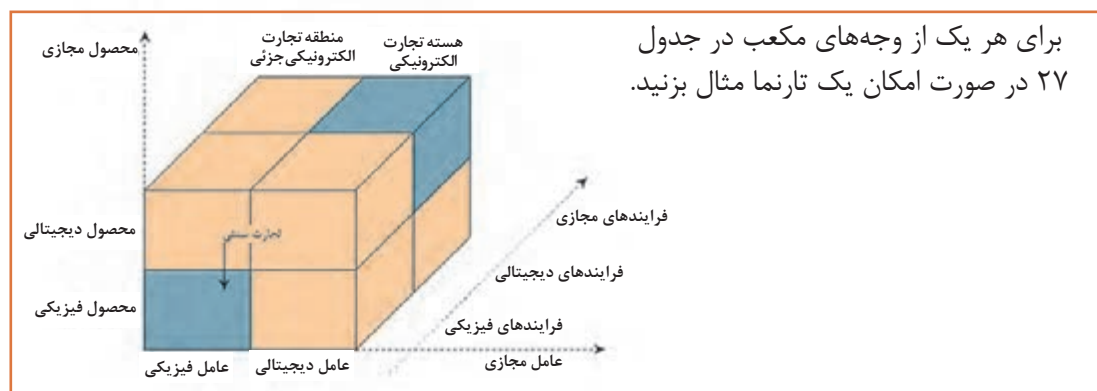 برای هر یک از وجه‌های مکعب در جدول
۲۷ در صورت امکان یک تارنما مثال بزنید.
هسته تجارت
الکترونیکی
منطقه تجارت
الکترونیکی جزئی
محصول مجازی
محصول دیجیتالی
محصول فیزیکی
تجارت سنتی
فرایندهای مجازی
فرایندهای دیجیتالی
فرایندهای فیزیکی
عامل فیزیکی
عامل دیجیتالی
عامل مجازی